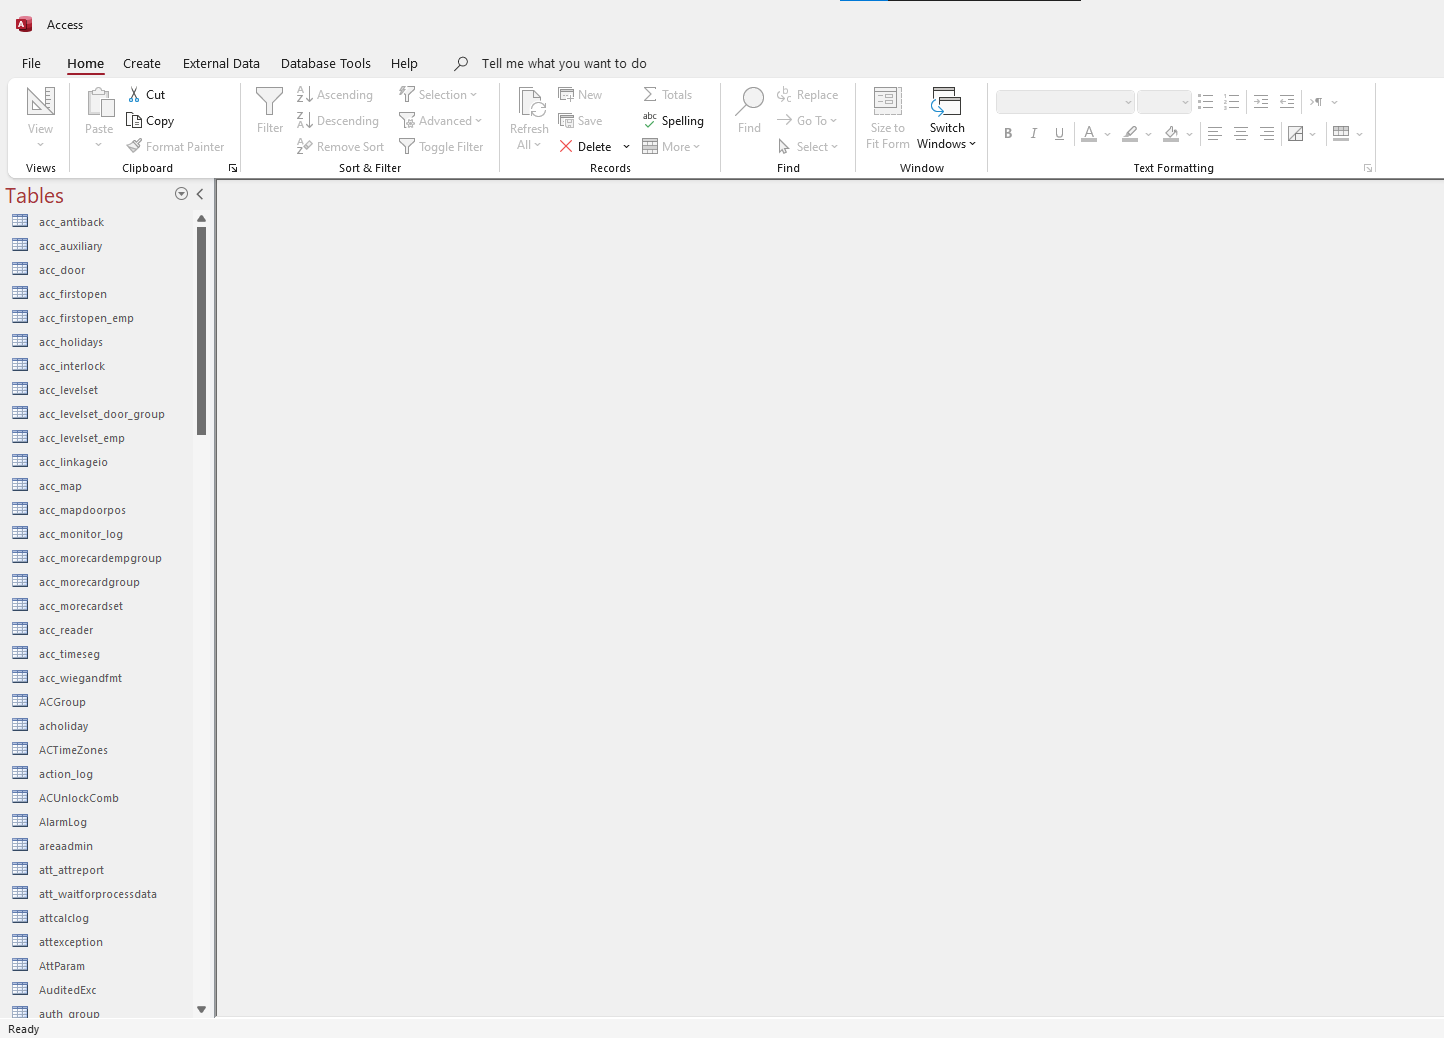 Access
File Home Create External Data Database Tools Help Tell me what you want to do
View
Views
Paste
Cut
Copy
Format Painter
Clipboard
Filter
Ascending
Descending
Remove Sort
Selection
Advanced
Toggle Filter
Sort & Filter
Refresh
All
New
Save
Delete
Totals
Spelling
More
Records
Find
Replace
Go To
Select
Find
Size to
Fit Form
Switch
Windows
Window
B I U A
Text Formatting
Tables
acc_antiback
acc_auxiliary
acc_door
acc_firstopen
acc_firstopen_emp
acc_holidays
acc_interlock
acc_levelset
acc_levelset_door_group
acc_levelset_emp
acc_linkageio
acc_map
acc_mapdoorpos
acc_monitor_log
acc_morecardempgroup
acc_morecardgroup
acc_morecardset
acc_reader
acc_timeseg
acc_wiegandfmt
ACGroup
acholiday
ACTimeZones
action_log
ACUnlockComb
AlarmLog
areaadmin
att_attreport
att_waitforprocessdata
attcalclog
attexception
AttParam
AuditedExc
auth_group
Ready